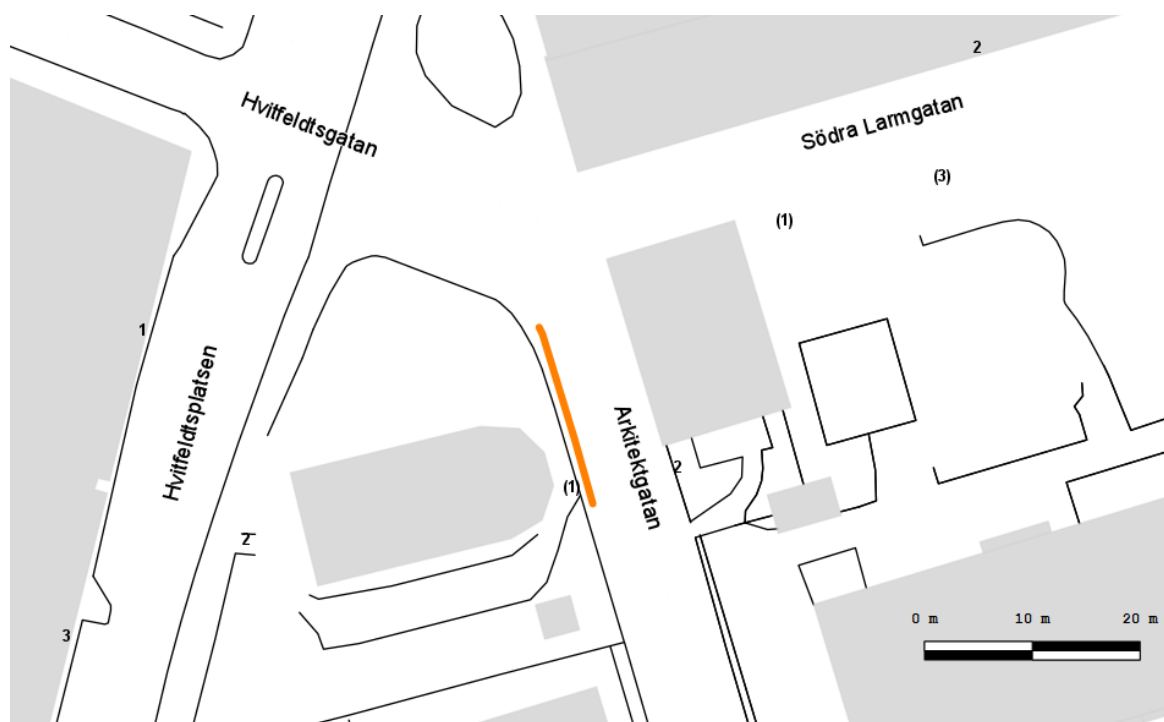 2
Hvitfeldtsgatan
Södra Larmgatan
(3)
(1)
1
Hvitfeldtsplatsen
Arkitektgatan
2
(1)
2
3
0 m 10 m 20 m